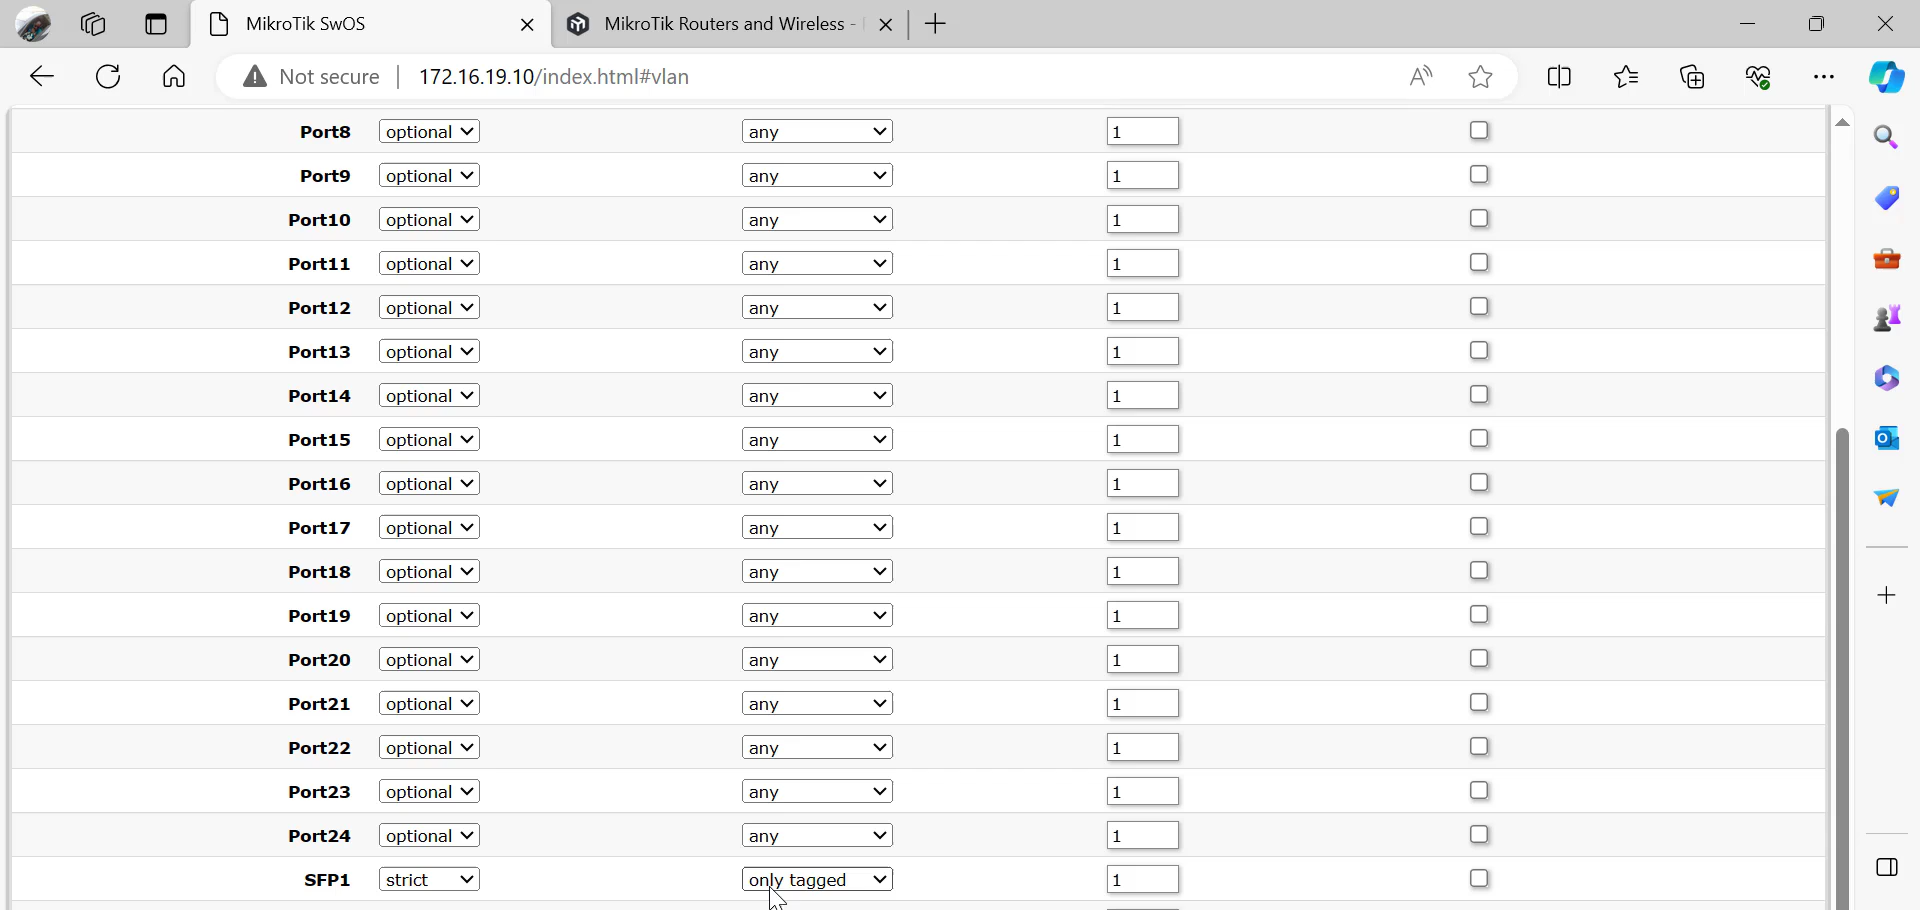 MikroTik SwOS
MikroTik Routers and Wireless -
Not secure | 172.16.19.10/index.html#vlan
Port8 optional any 1
Port9 optional any 1
Port10 optional any 1
Port11 optional any 1
Port12 optional any 1
Port13 optional any 1
Port14 optional any 1
Port15 optional any 1
Port16 optional any 1
Port17 optional any 1
Port18 optional any 1
Port19 optional any 1
Port20 optional any 1
Port21 optional any 1
Port22 optional any 1
Port23 optional any 1
Port24 optional any 1
SFP1 strict only tagged 1